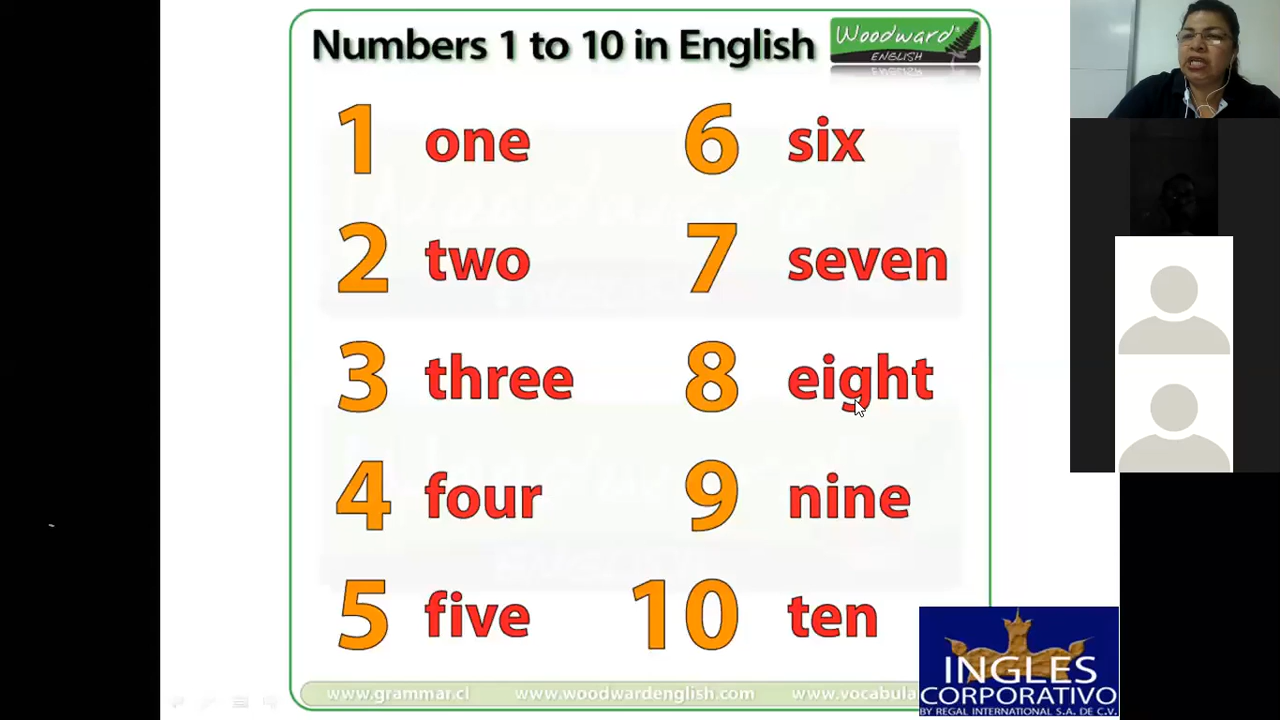 Numbers 1 to 10 in English
Woodward®
ENGLISH
1 one
2 two
3 three
4 four
5 five
6 six
7 seven
8 eight
9 nine
10 ten
www.grammar.cl www.woodwardenglish.com
INGLES
CORPORATIVO
BY REGAL INTERNATIONAL S.A. DE C.V.